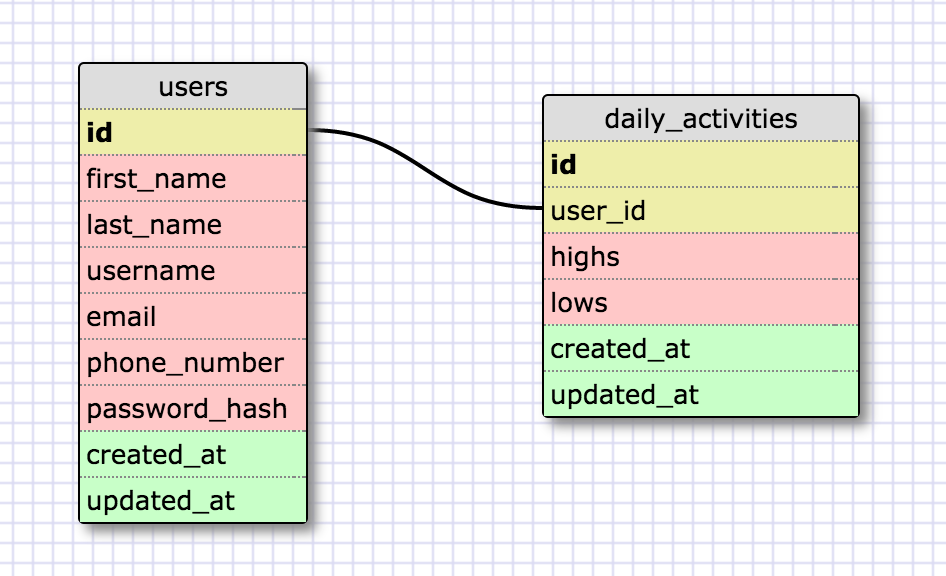 users
id
first_name
last_name
username
email
phone_number
password_hash
created_at
updated_at
daily_activities
id
user_id
highs
lows
created_at
updated_at